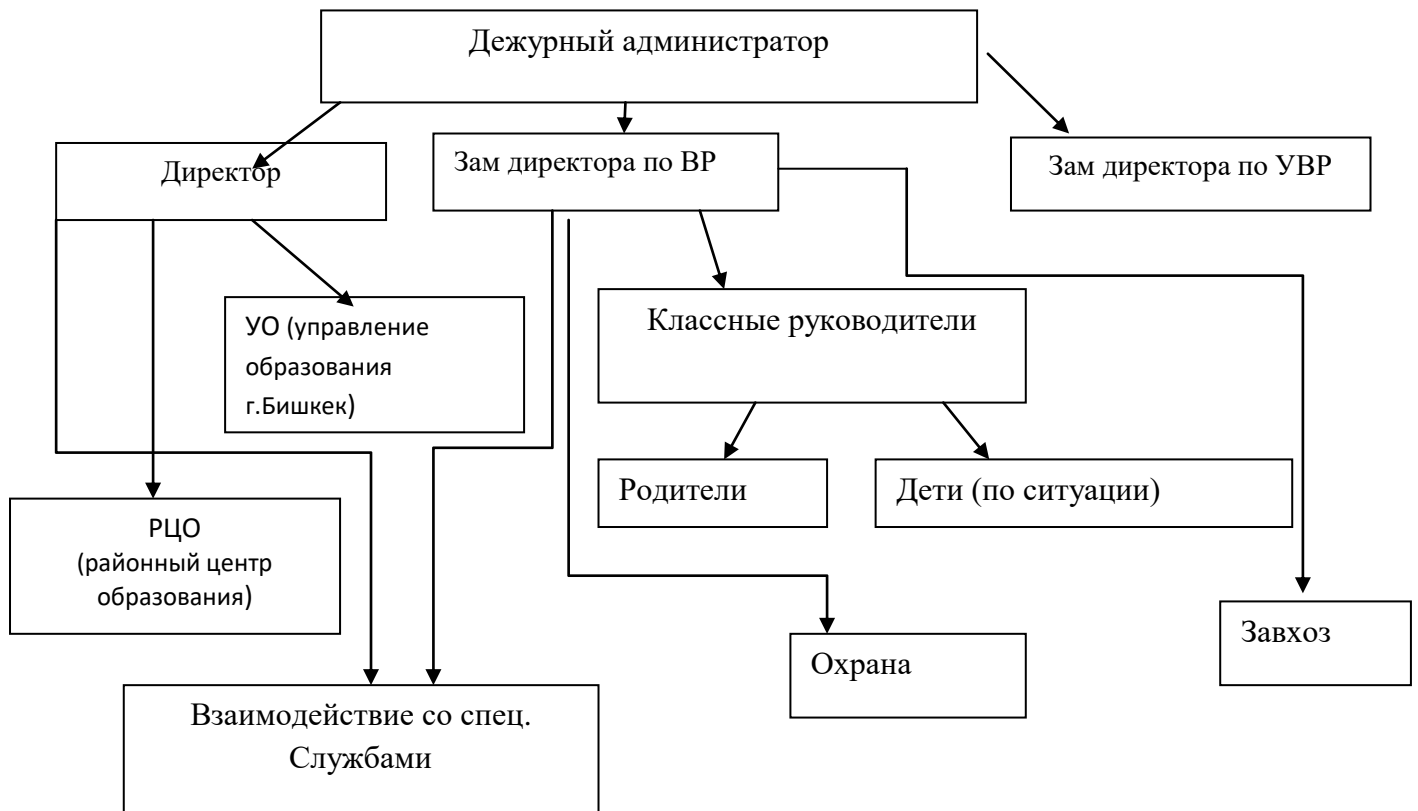 Дежурный администратор
Директор
Зам директора по ВР
Зам директора по УВР
УО (управление
образования
г.Бишкек)
Классные руководители
Родители
Дети (по ситуации)
РЦО
(районный центр
образования)
Охрана
Завхоз
Взаимодействие со спец.
Службами